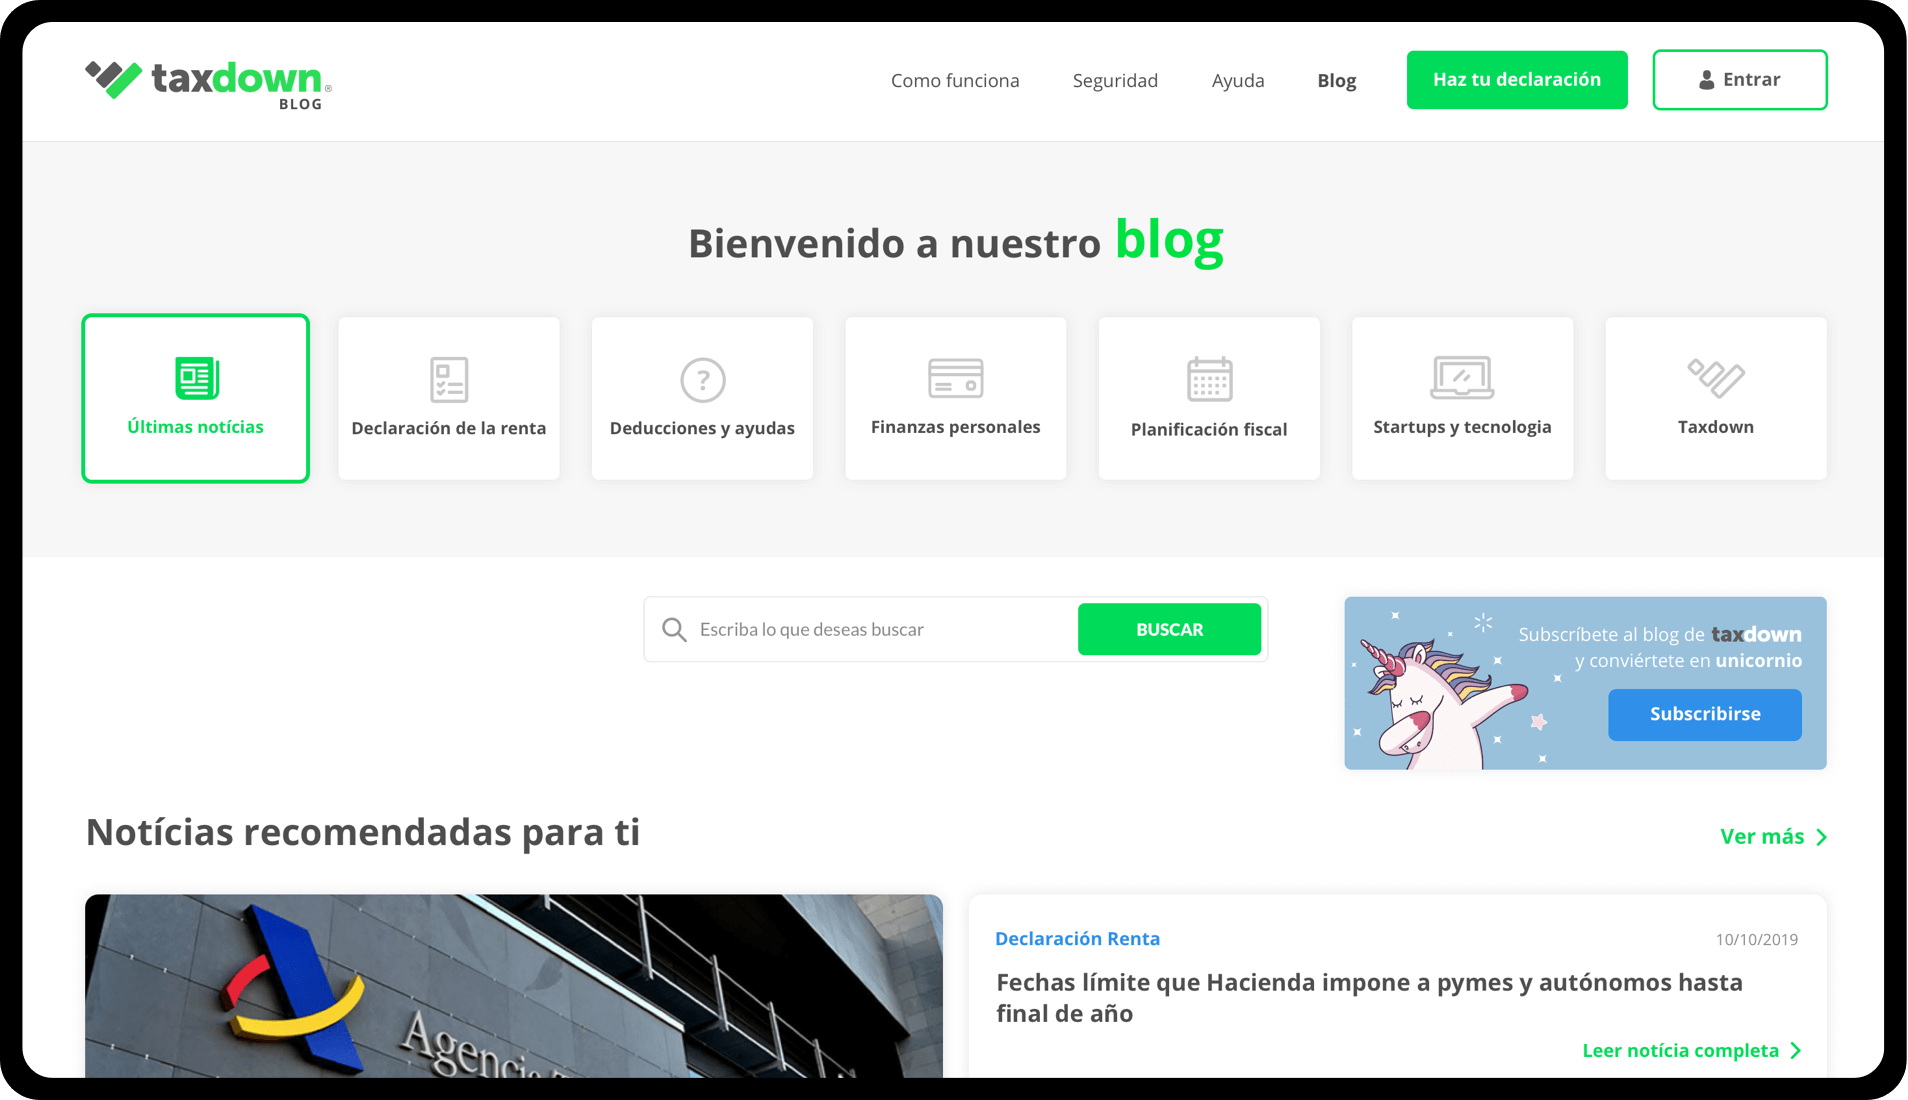 taxdown®
BLOG
Como funciona
Seguridad
Ayuda
Blog
Haz tu declaración
Entrar
Bienvenido a nuestro blog
Últimas notícias
Declaración de la renta
?
Deducciones y ayudas
Finanzas personales
Planificación fiscal
Startups y tecnologia
Taxdown
Escriba lo que deseas buscar
BUSCAR
Subscríbete al blog de taxdown
y conviértete en unicornio
Subscribirse
Notícias recomendadas para ti
Ver más
Agencia
Declaración Renta
10/10/2019
Fechas límite que Hacienda impone a pymes y autónomos hasta
final de año
Leer notícia completa